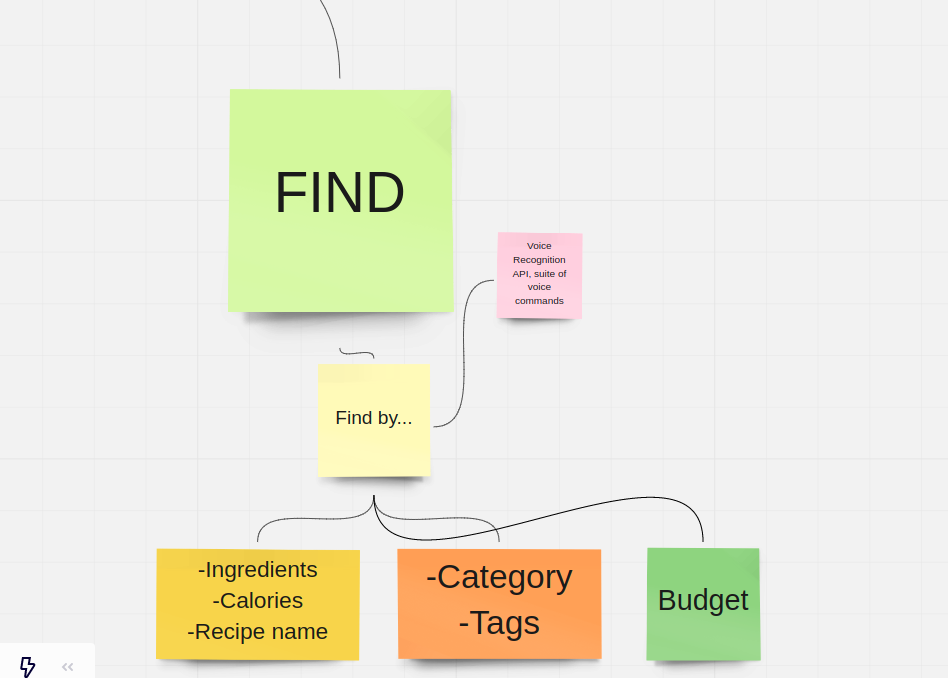 FIND
Voice
Recognition
API, suite of
voice
commands
Find by...
-Ingredients
-Calories
-Recipe name
-Category
-Tags
Budget